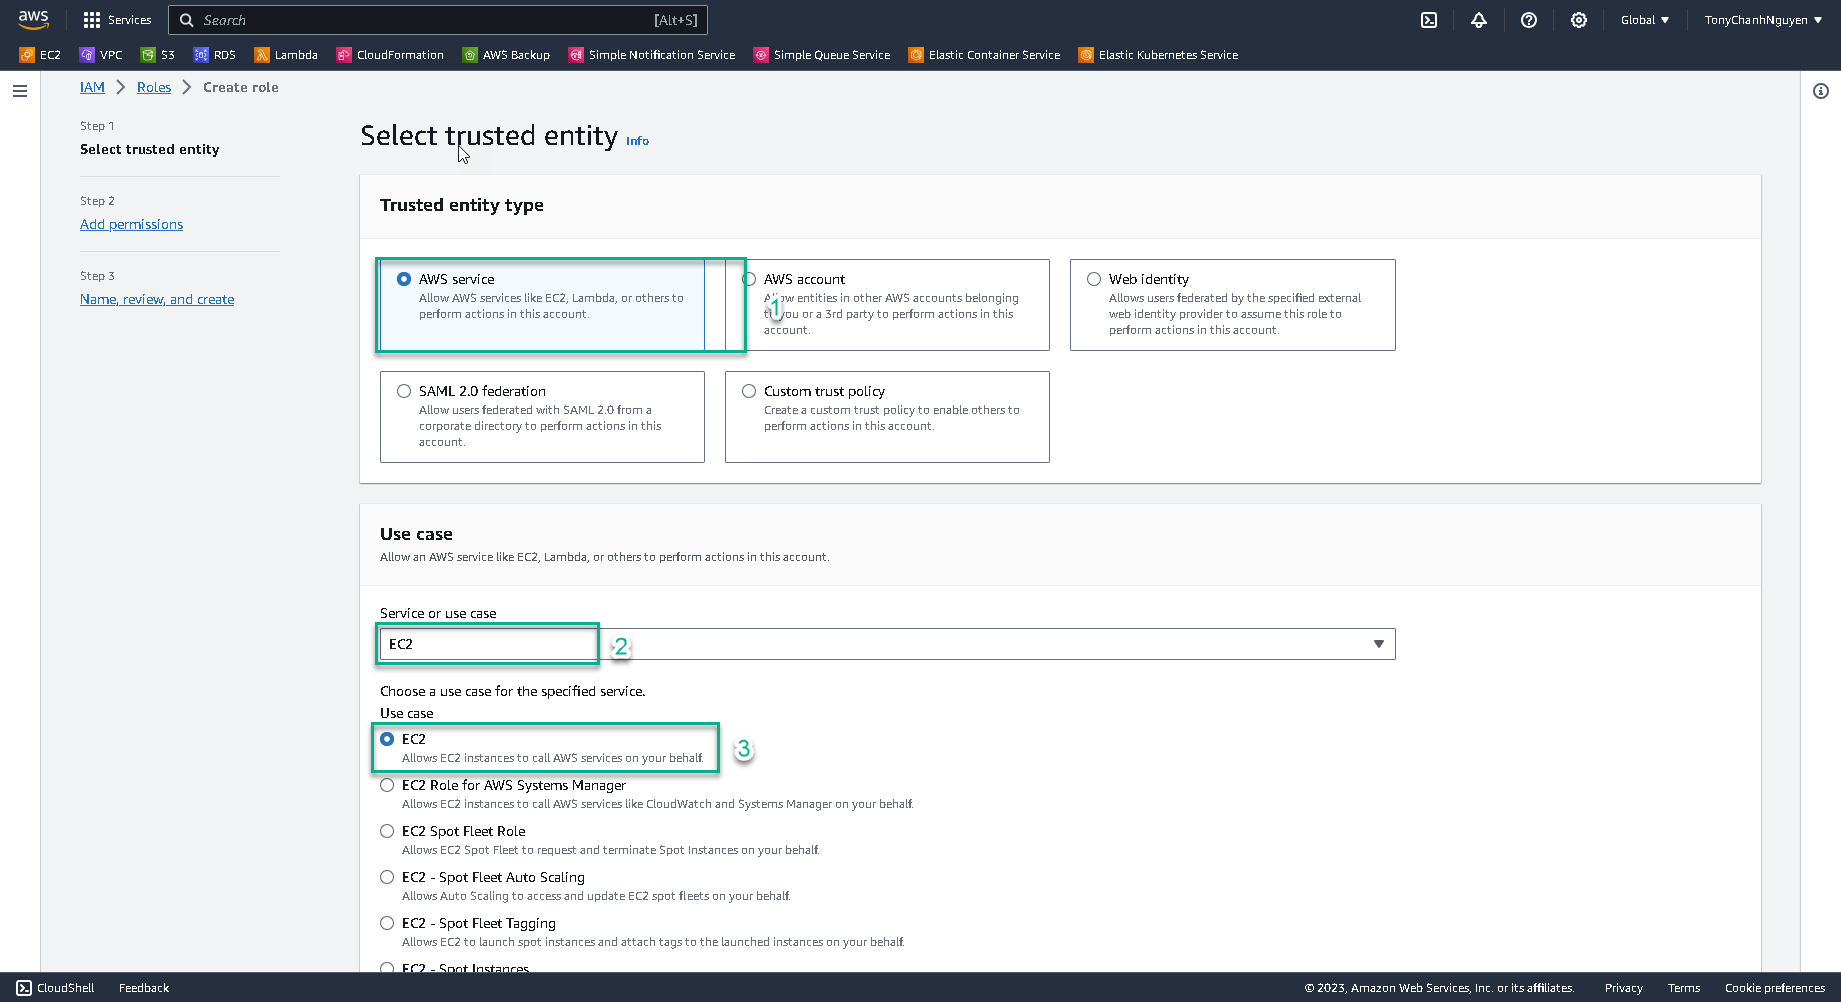 aws
Services
Search
[Alt+S]
Global
TonyChanhNguyen
EC2
VPC
S3
RDS
Lambda
CloudFormation
AWS Backup
Simple Notification Service
Simple Queue Service
Elastic Container Service
Elastic Kubernetes Service
IAM
Roles
Create role
Step 1
Select trusted entity
Step 2
Add permissions
Step 3
Name, review, and create
Select trusted entity Info
Trusted entity type
AWS service
Allow AWS services like EC2, Lambda, or others to
perform actions in this account.
1
AWS account
Allow entities in other AWS accounts belonging
to you or a 3rd party to perform actions in this
account.
Web identity
Allows users federated by the specified external
web identity provider to assume this role to
perform actions in this account.
SAML 2.0 federation
Allow users federated with SAML 2.0 from a
corporate directory to perform actions in this
account.
Custom trust policy
Create a custom trust policy to enable others to
perform actions in this account.
Use case
Allow an AWS service like EC2, Lambda, or others to perform actions in this account.
Service or use case
EC2
2
Choose a use case for the specified service.
Use case
EC2
Allows EC2 instances to call AWS services on your behalf.
3
EC2 Role for AWS Systems Manager
Allows EC2 instances to call AWS services like CloudWatch and Systems Manager on your behalf.
EC2 Spot Fleet Role
Allows EC2 Spot Fleet to request and terminate Spot Instances on your behalf.
EC2 - Spot Fleet Auto Scaling
Allows Auto Scaling to access and update EC2 spot fleets on your behalf.
EC2 - Spot Fleet Tagging
Allows EC2 to launch spot instances and attach tags to the launched instances on your behalf.
EC2 - Spot Instances
CloudShell
Feedback
© 2023, Amazon Web Services, Inc. or its affiliates.
Privacy
Terms
Cookie preferences